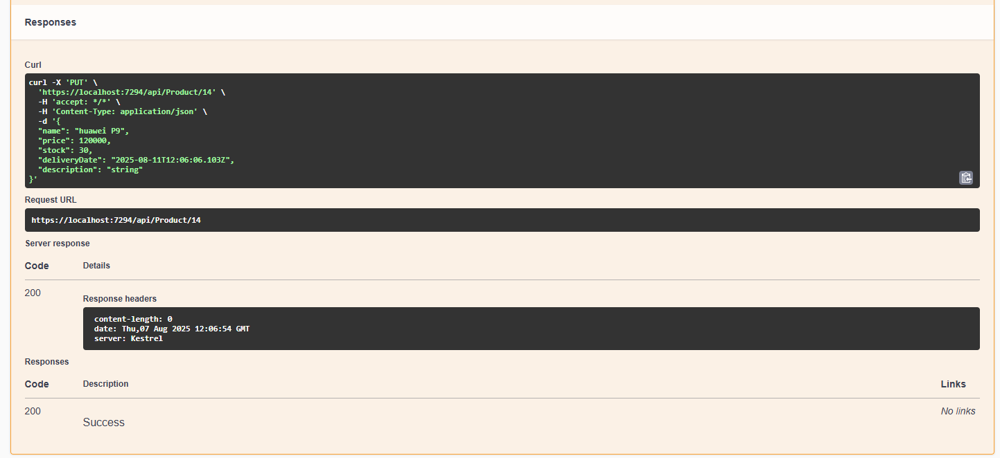 Responses
Curl
curl -X 'PUT' \
  'https://localhost:7294/api/Product/14' \
  -H 'accept: */*' \
  -H 'Content-Type: application/json' \
  -d '{
  "name": "huawei P9",
  "price": 120000,
  "stock": 30,
  "deliveryDate": "2025-08-11T12:06:06.103Z",
  "description": "string"
}'
Request URL
https://localhost:7294/api/Product/14
Server response
Code Details
200
Response headers
content-length: 0
date: Thu,07 Aug 2025 12:06:54 GMT
server: Kestrel
Responses
Code Description Links
200 No links
Success